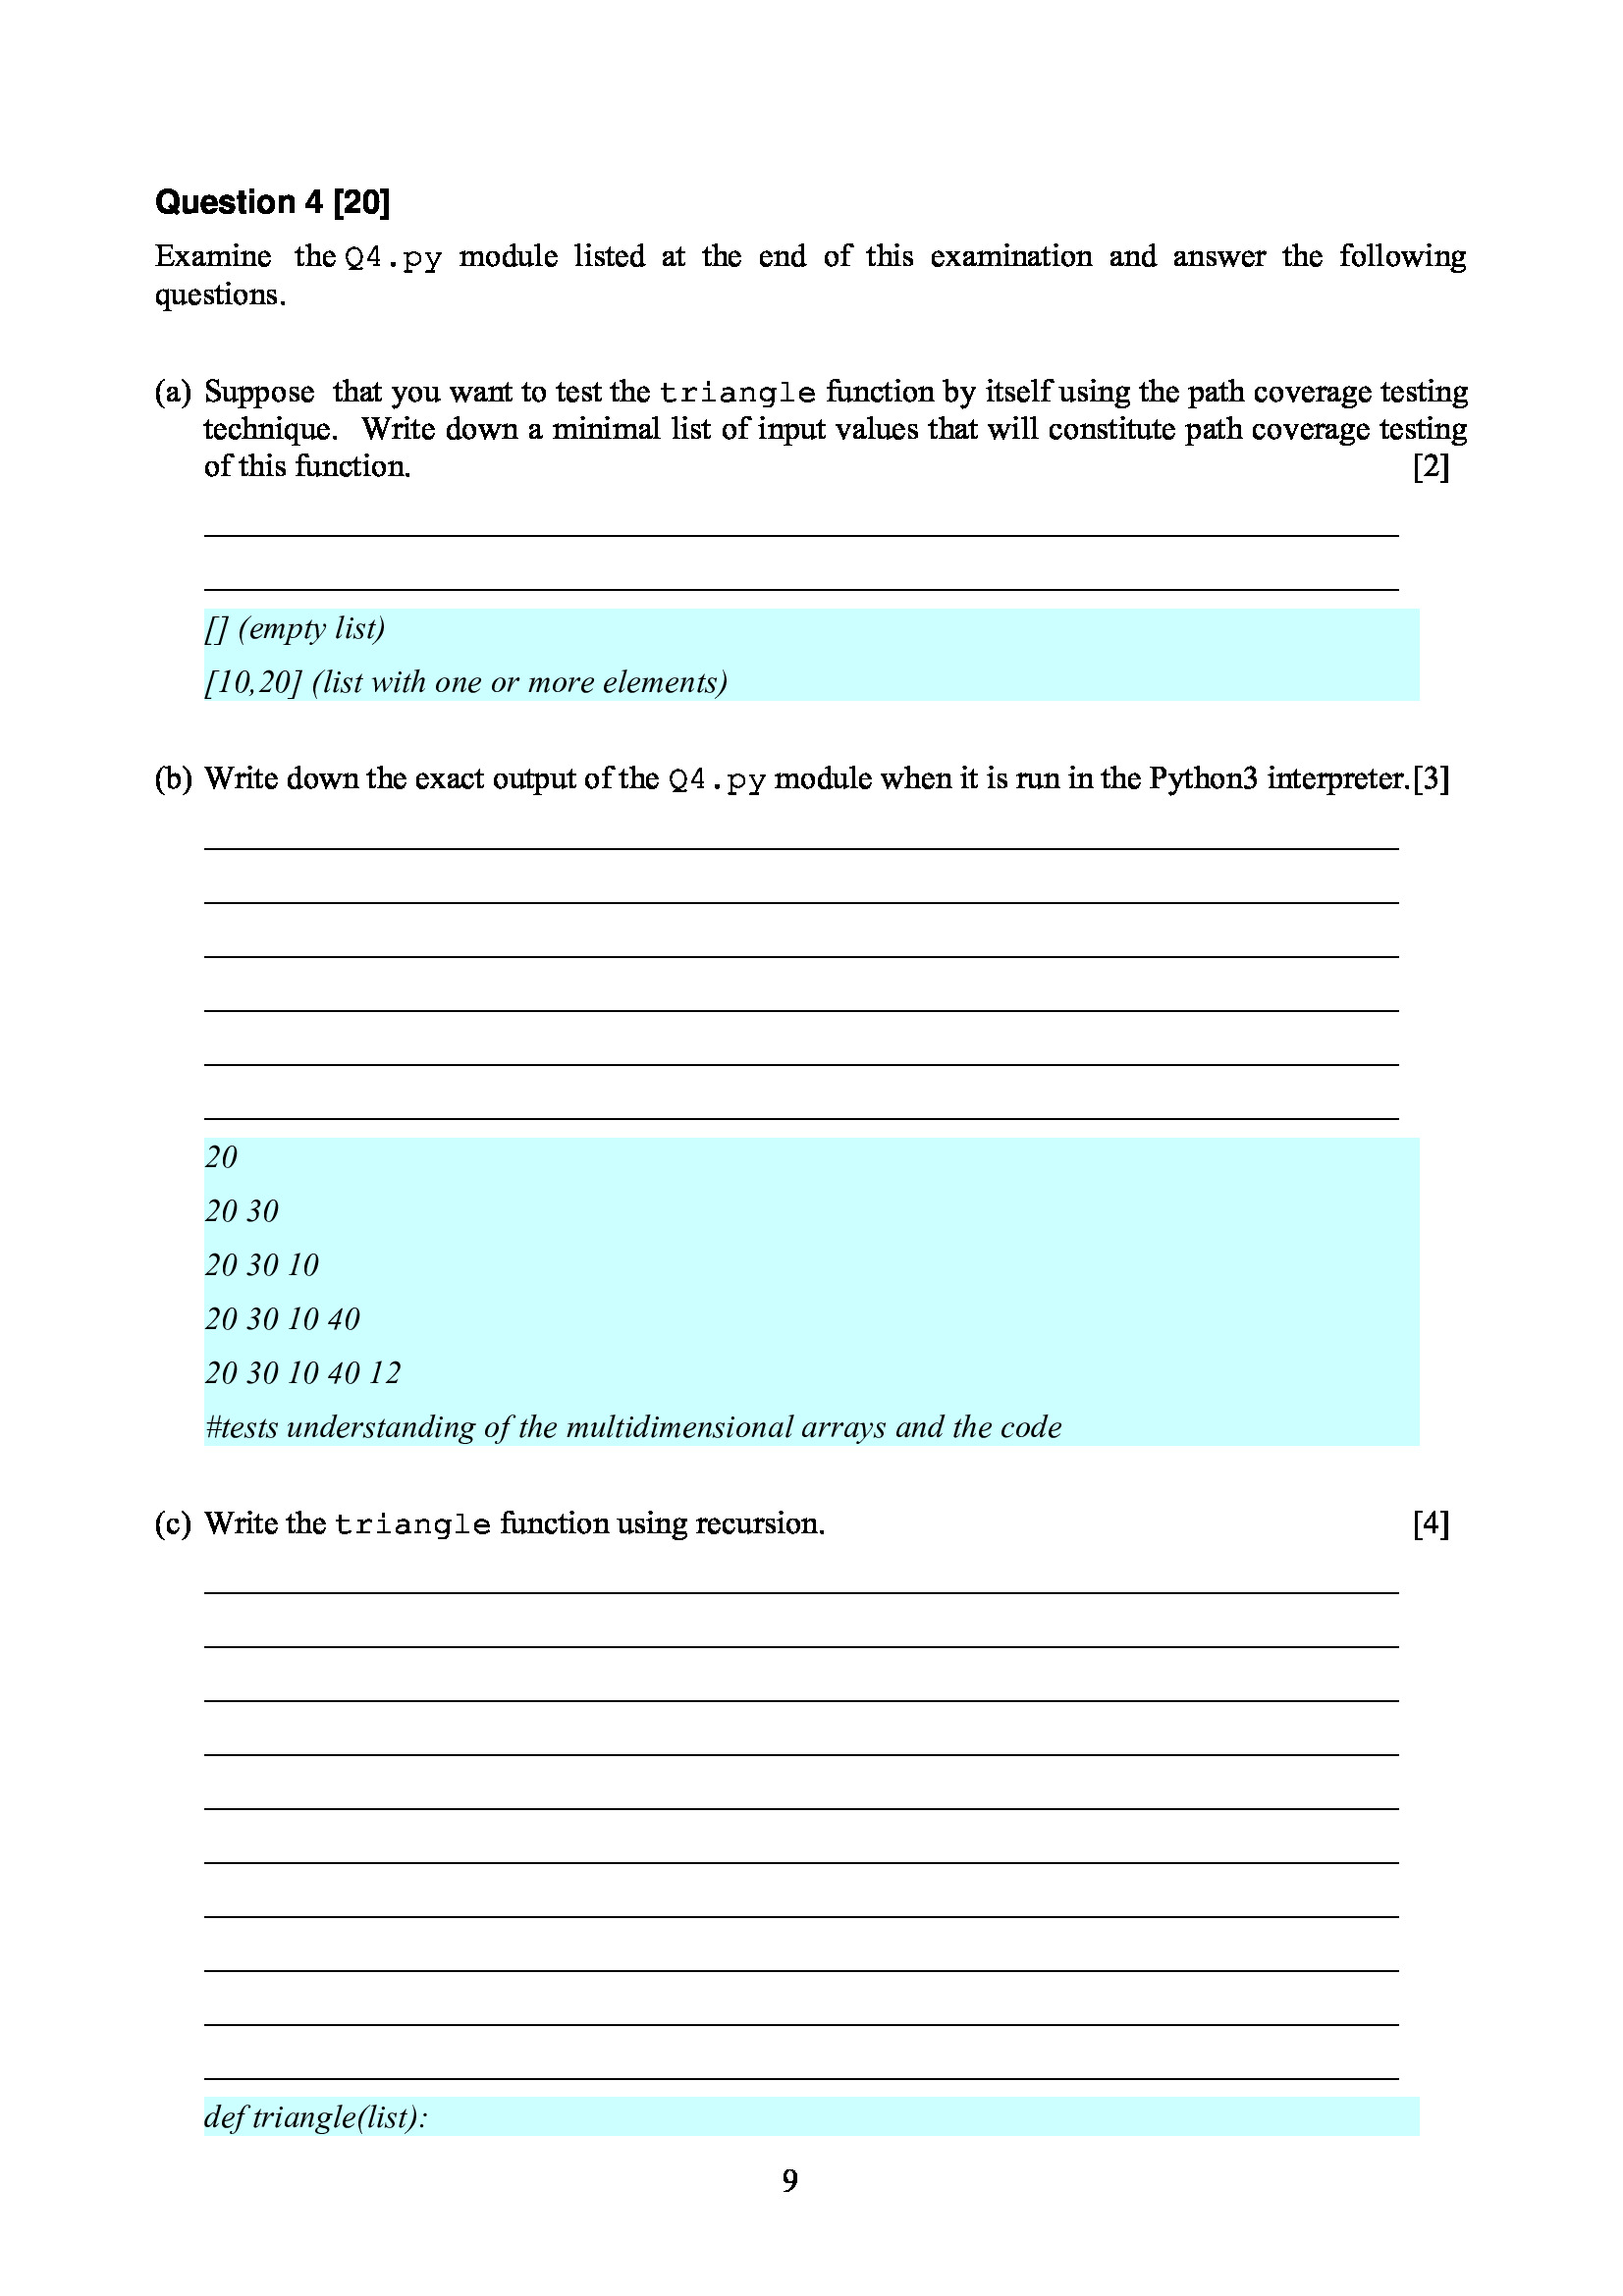 Question 4 [20]
Examine the Q4.py module listed at the end of this examination and answer the following
questions.
(a) Suppose that you want to test the triangle function by itself using the path coverage testing
technique. Write down a minimal list of input values that will constitute path coverage testing
of this function. [2]
[] (empty list)
[10,20] (list with one or more elements)
(b) Write down the exact output of the Q4.py module when it is run in the Python3 interpreter.[3]
20
20 30
20 30 10
20 30 10 40
20 30 10 40 12
#tests understanding of the multidimensional arrays and the code
(c) Write the triangle function using recursion. [4]
def triangle(list):
9